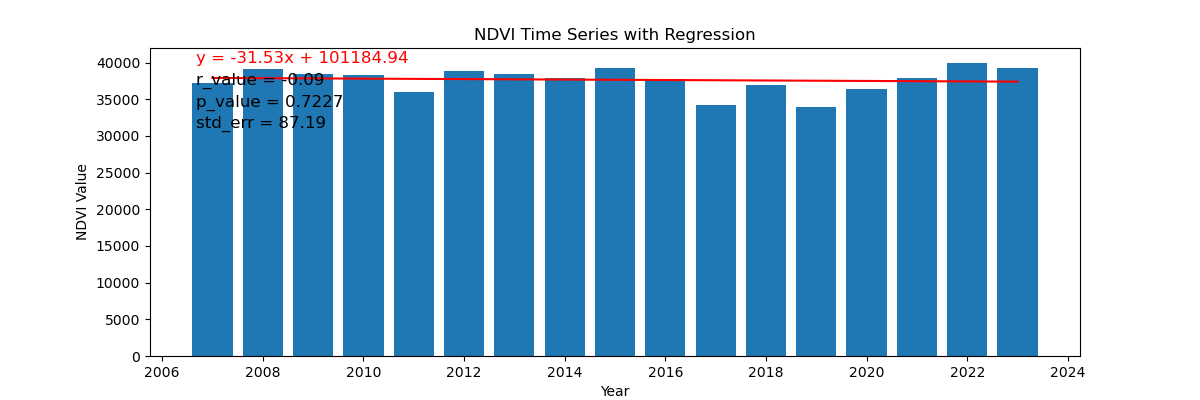 NDVI Time Series with Regression
y = -31.53x + 101184.94
r_value = -0.09
p_value = 0.7227
std_err = 87.19
40000
35000
30000
25000
20000
15000
10000
5000
0
NDVI Value
2006 2008 2010 2012 2014 2016 2018 2020 2022 2024
Year